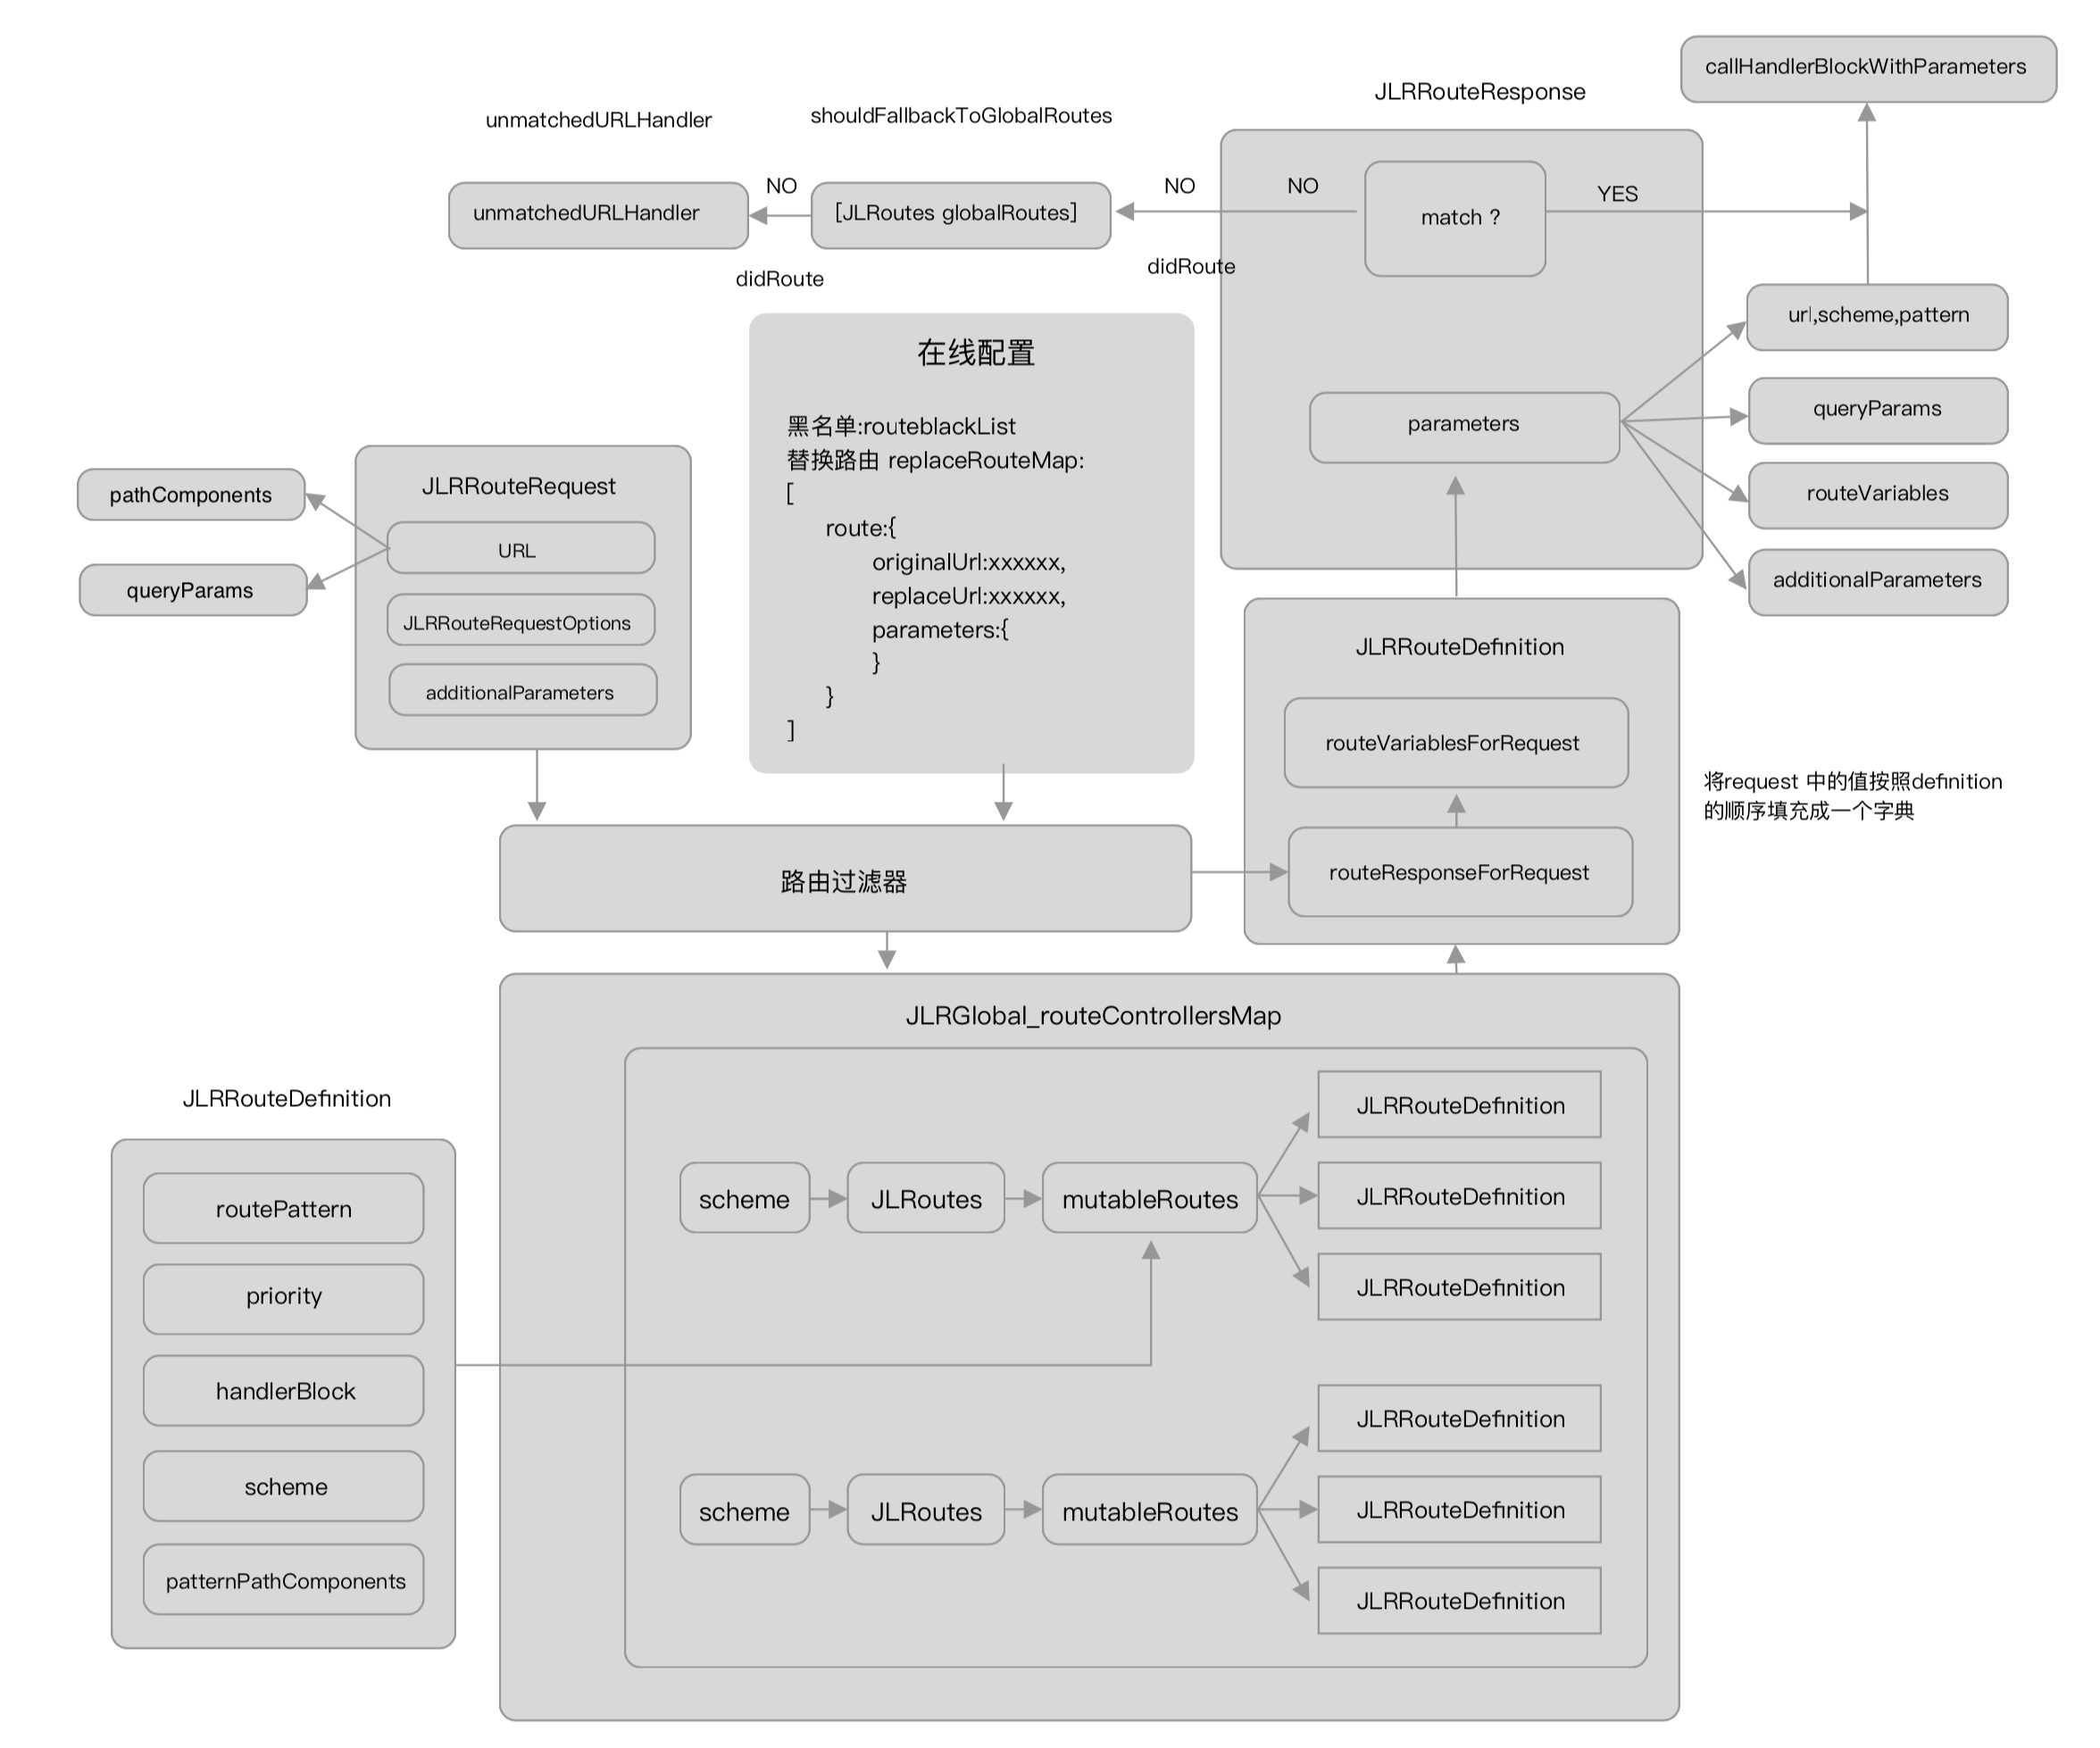 callHandlerBlockWithParameters
JLRRouteResponse
unmatchedURLHandler
shouldFallbackToGlobalRoutes
NO
NO
NO
YES
unmatchedURLHandler
[JLRoutes globalRoutes]
match ?
didRoute
didRoute
url,scheme,pattern
queryParams
routeVariables
additionalParameters
parameters
在线配置
黑名单:routeblackList
替换路由 replaceRouteMap:
[
route:{
originalUrl:xxxxxx,
replaceUrl:xxxxxx,
parameters:{
}
}
]
JLRRouteRequest
pathComponents
URL
queryParams
JLRRouteRequestOptions
additionalParameters
JLRRouteDefinition
routeVariablesForRequest
routeResponseForRequest
将request 中的值按照definition
的顺序填充成一个字典
路由过滤器
JLRGlobal_routeControllersMap
JLRRouteDefinition
routePattern
priority
handlerBlock
scheme
patternPathComponents
scheme
JLRoutes
mutableRoutes
JLRRouteDefinition
JLRRouteDefinition
JLRRouteDefinition
scheme
JLRoutes
mutableRoutes
JLRRouteDefinition
JLRRouteDefinition
JLRRouteDefinition